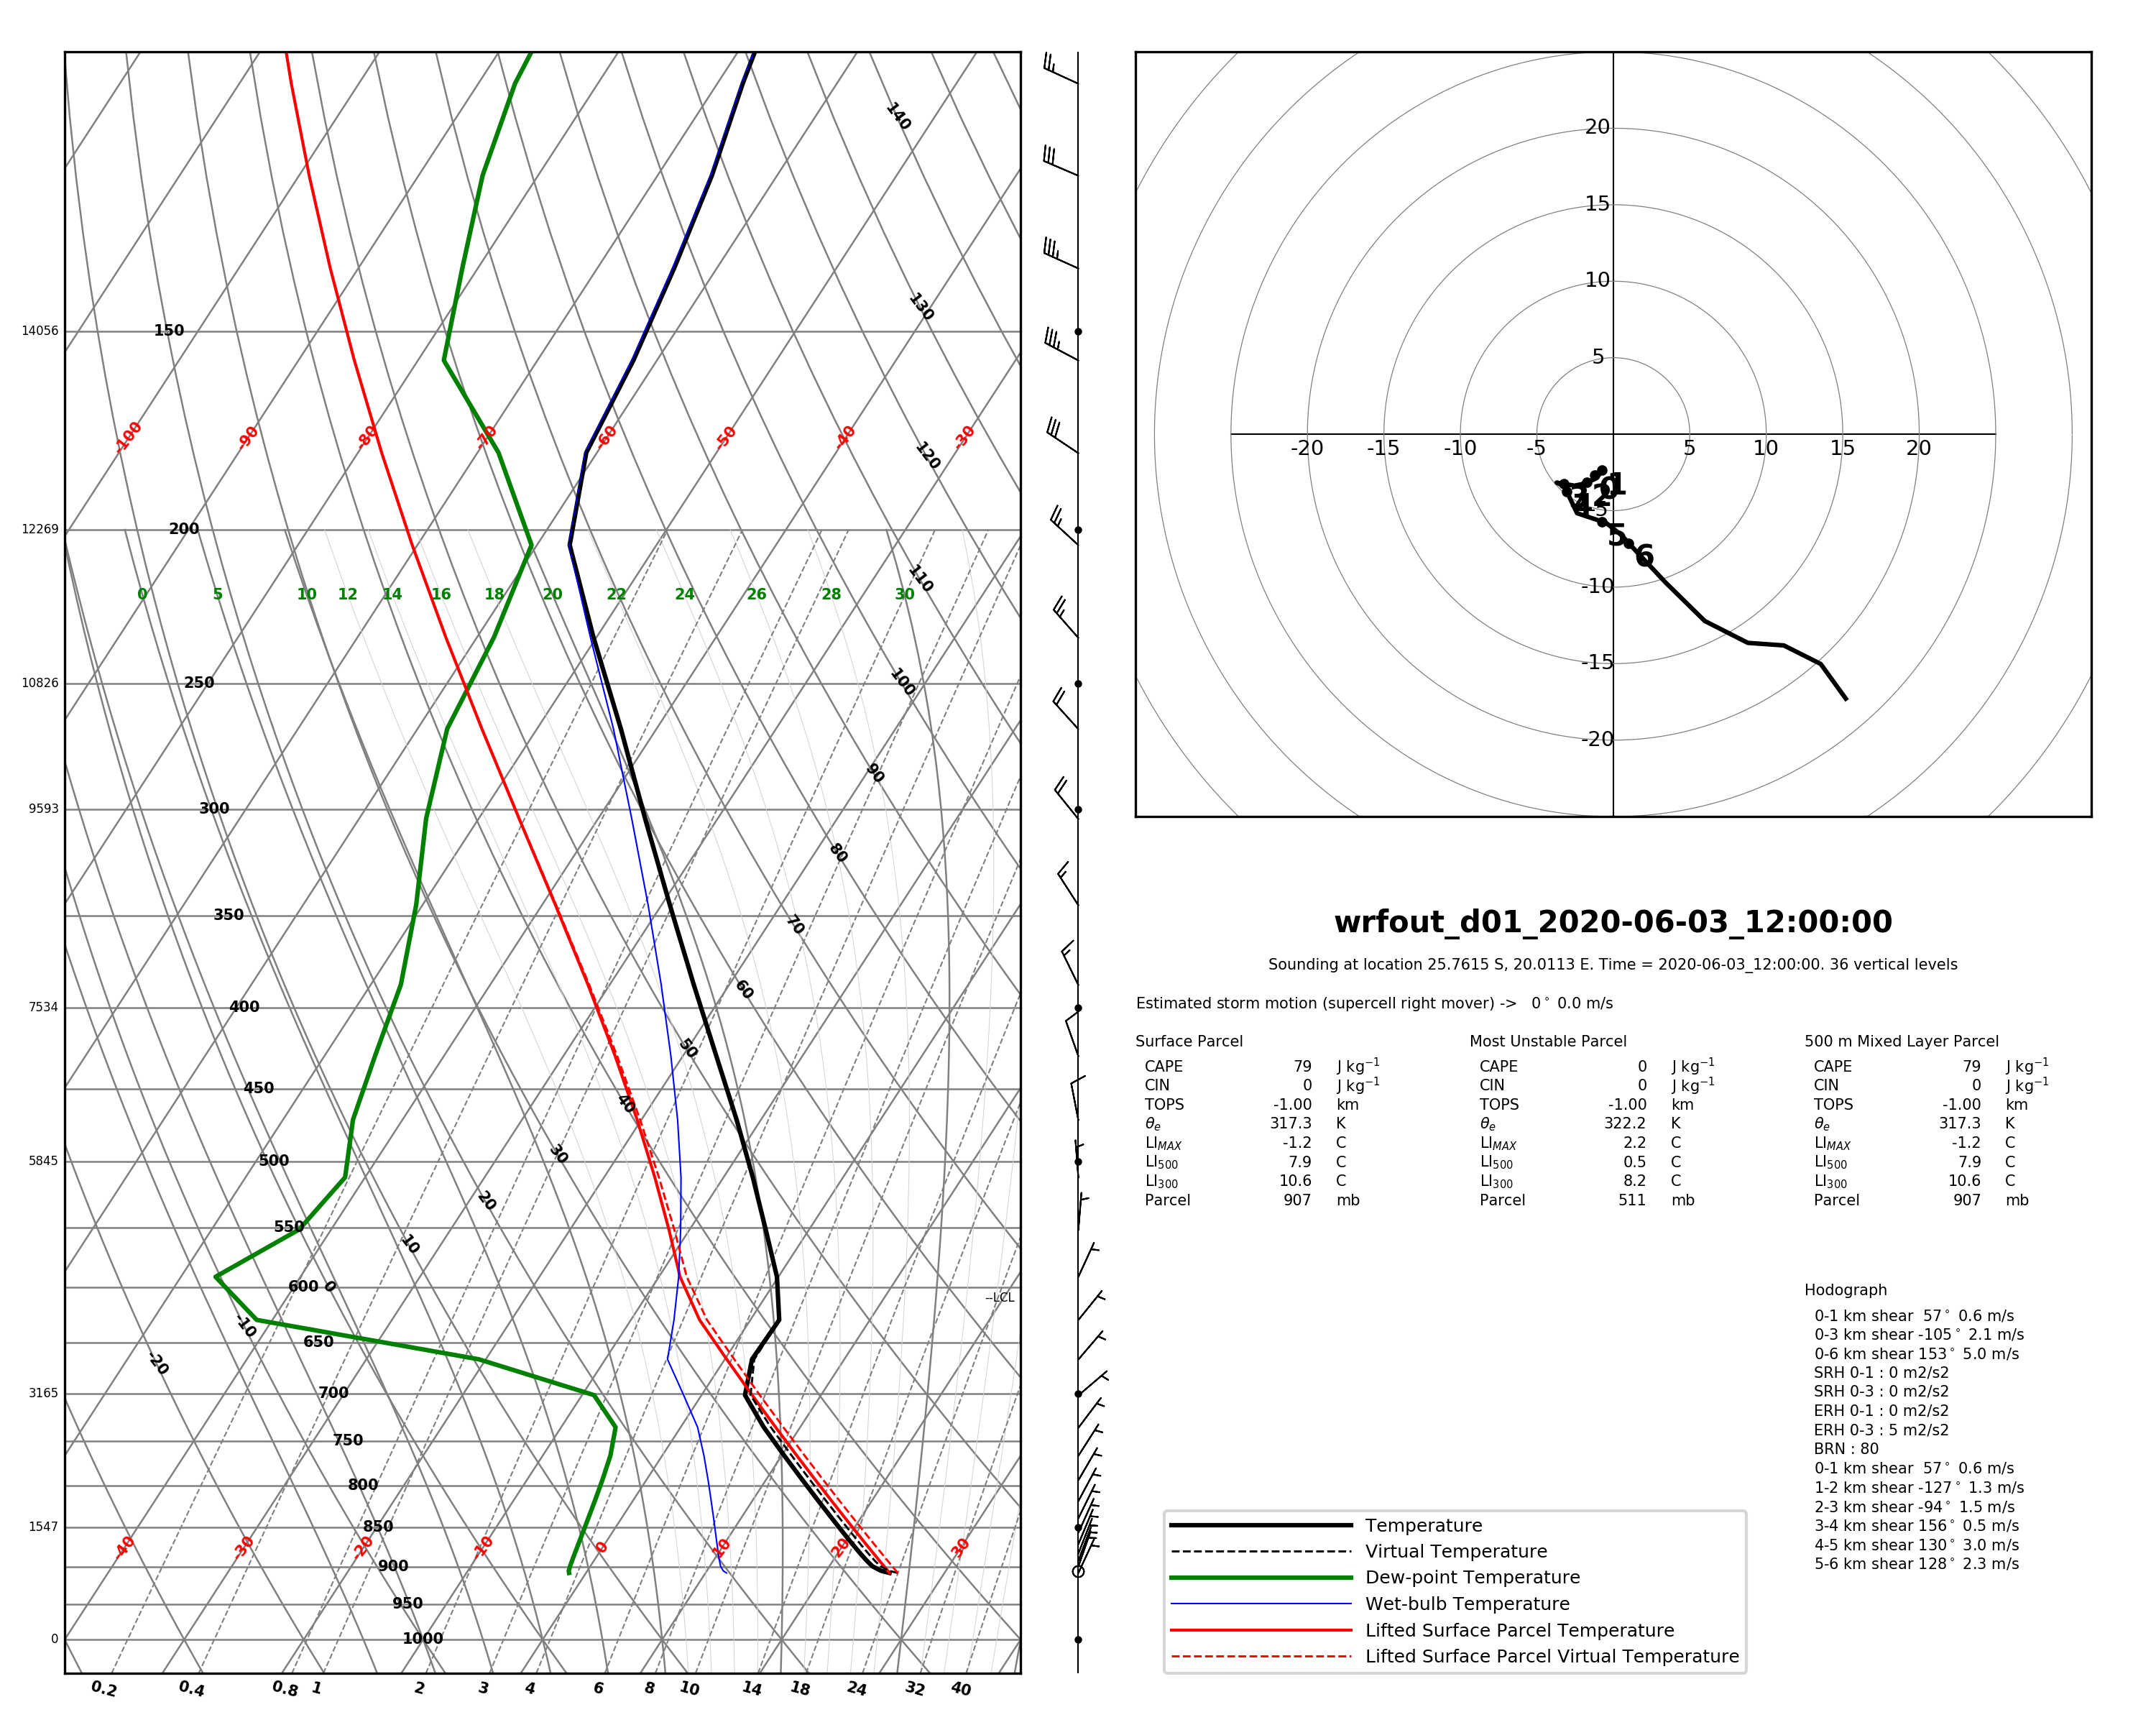 140
130
120
110
100
90
80
70
60
50
40
30
20
10
0
-10
-20
14056 150
-100 -90 -80 -70 -60 -50 -40 -30
12269 200
0 5 10 12 14 16 18 20 22 24 26 28 30
10826 250
9593 300
350
7534 400
450
5845 500
550
600
--LCL
650
3165 700
750
800
1547 850
-40 -30 -20 -10 0 10 20 30
900
950
0 1000
0.2 0.4 0.8 1 2 3 4 6 8 10 14 18 24 32 40
20
15
10
5
-20 -15 -10 -5 5 10 15 20
-5
-10
-15
-20
0 1 2 3 4 5 6
wrfout_d01_2020-06-03_12:00:00
Sounding at location 25.7615 S, 20.0113 E. Time = 2020-06-03_12:00:00. 36 vertical levels
Estimated storm motion (supercell right mover) -> 0° 0.0 m/s
Surface Parcel
CAPE 79 J kg⁻¹
CIN 0 J kg⁻¹
TOPS -1.00 km
θe 317.3 K
LIMAX -1.2 C
LI500 7.9 C
LI300 10.6 C
Parcel 907 mb
Most Unstable Parcel
CAPE 0 J kg⁻¹
CIN 0 J kg⁻¹
TOPS -1.00 km
θe 322.2 K
LIMAX 2.2 C
LI500 0.5 C
LI300 8.2 C
Parcel 511 mb
500 m Mixed Layer Parcel
CAPE 79 J kg⁻¹
CIN 0 J kg⁻¹
TOPS -1.00 km
θe 317.3 K
LIMAX -1.2 C
LI500 7.9 C
LI300 10.6 C
Parcel 907 mb
Hodograph
0-1 km shear 57° 0.6 m/s
0-3 km shear -105° 2.1 m/s
0-6 km shear 153° 5.0 m/s
SRH 0-1 : 0 m2/s2
SRH 0-3 : 0 m2/s2
ERH 0-1 : 0 m2/s2
ERH 0-3 : 5 m2/s2
BRN : 80
0-1 km shear 57° 0.6 m/s
1-2 km shear -127° 1.3 m/s
2-3 km shear -94° 1.5 m/s
3-4 km shear 156° 0.5 m/s
4-5 km shear 130° 3.0 m/s
5-6 km shear 128° 2.3 m/s
Temperature
Virtual Temperature
Dew-point Temperature
Wet-bulb Temperature
Lifted Surface Parcel Temperature
Lifted Surface Parcel Virtual Temperature